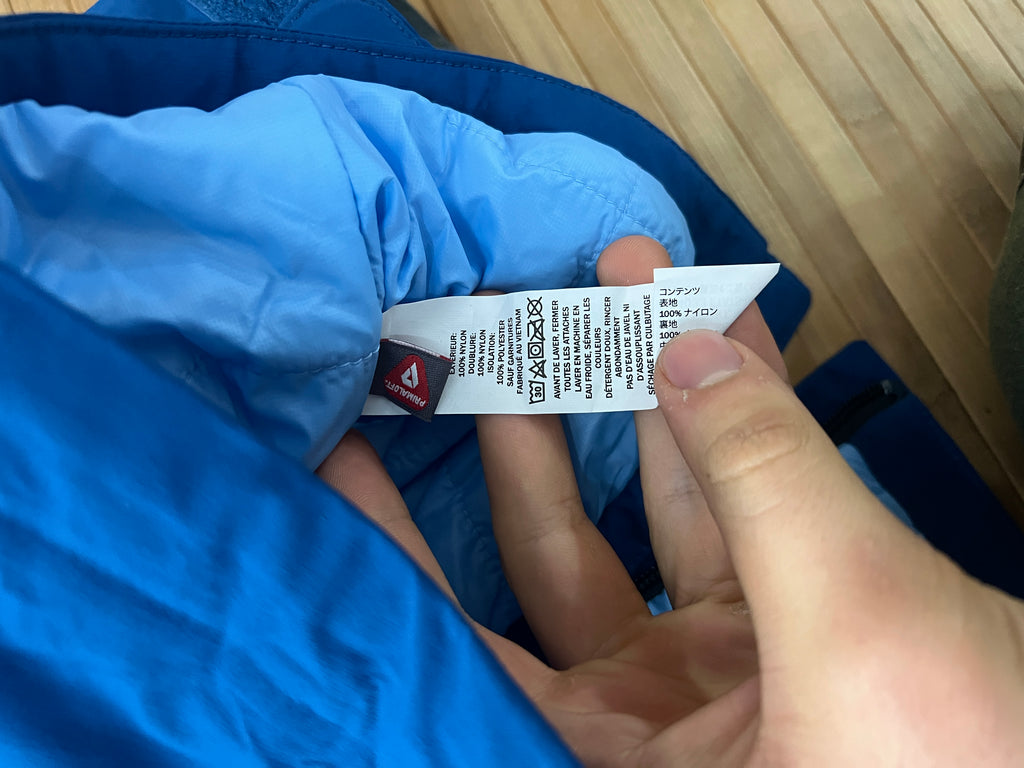 PRIMALOFT
EXTÉRIEUR:
100% NYLON
DOUBLURE:
100% NYLON
ISOLATION:
100% POLYESTER
SAUF GARNITURES
FABRIQUÉ AU VIETNAM
30
AVANT DE LAVER, FERMER
TOUTES LES ATTACHES
LAVER EN MACHINE EN
EAU FROIDE, SÉPARER LES
COULEURS
DÉTERGENT DOUX, RINCER
ABONDAMMENT
PAS D'EAU DE JAVEL NI
D'ASSOUPLISSANT
SÉCHAGE PAR CULBUTAGE
コンテンツ
表地
100% ナイロン
裏地
100%